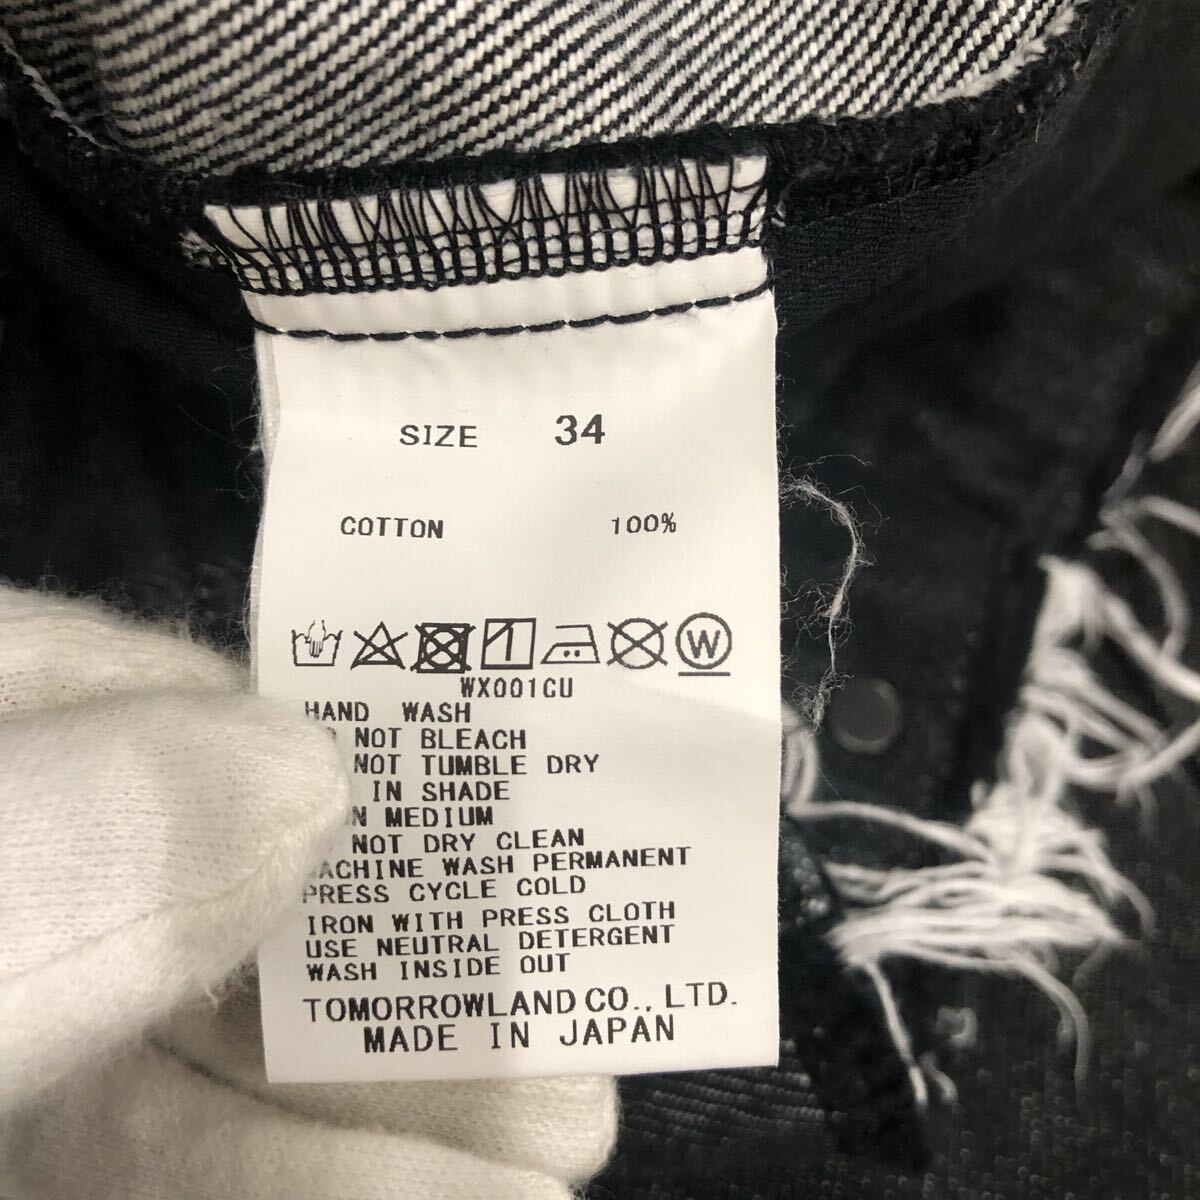 SIZE 34
COTTON 100%
W
WX001CU
HAND WASH
NOT BLEACH
NOT TUMBLE DRY
IN SHADE
MEDIUM
NOT DRY CLEAN
MACHINE WASH PERMANENT
PRESS CYCLE COLD
IRON WITH PRESS CLOTH
USE NEUTRAL DETERGENT
WASH INSIDE OUT
TOMORROWLAND CO., LTD.
MADE IN JAPAN